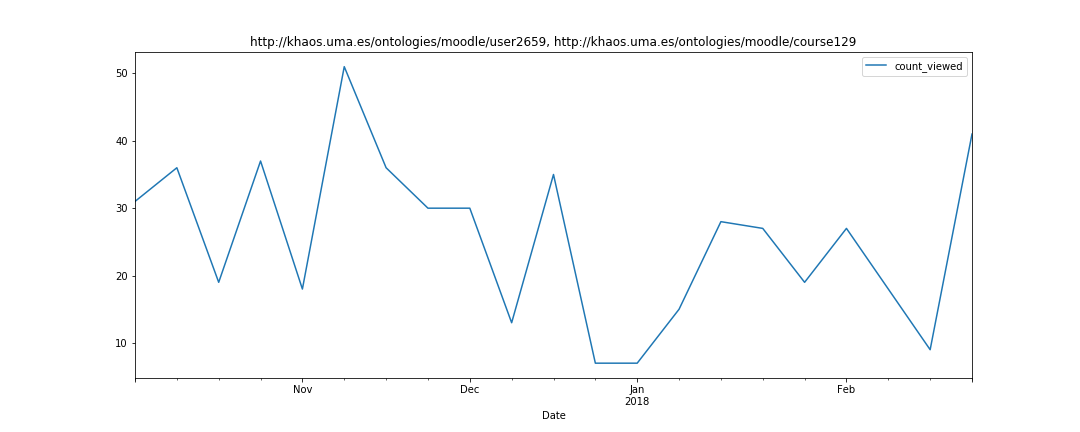 http://khaos.uma.es/ontologies/moodle/user2659, http://khaos.uma.es/ontologies/moodle/course129
count_viewed
50
40
30
20
10
Nov
Dec
Jan
2018
Feb
Date